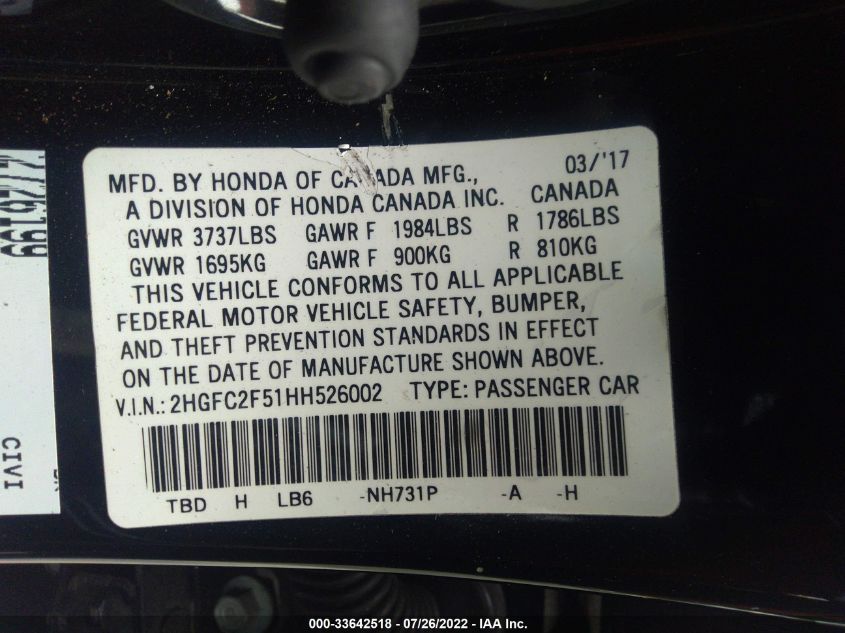 MFD. BY HONDA OF CANADA MFG., 03/'17
A DIVISION OF HONDA CANADA INC. CANADA
GVWR 3737LBS GAWR F 1984LBS R 1786LBS
GVWR 1695KG GAWR F 900KG R 810KG
THIS VEHICLE CONFORMS TO ALL APPLICABLE
FEDERAL MOTOR VEHICLE SAFETY, BUMPER,
AND THEFT PREVENTION STANDARDS IN EFFECT
ON THE DATE OF MANUFACTURE SHOWN ABOVE.
V.I.N.: 2HGFC2F51HH526002 TYPE: PASSENGER CAR
TBD H LB6 -NH731P -A -H
CIVI
000-33642518 / 07/26/2022 - IAA Inc.